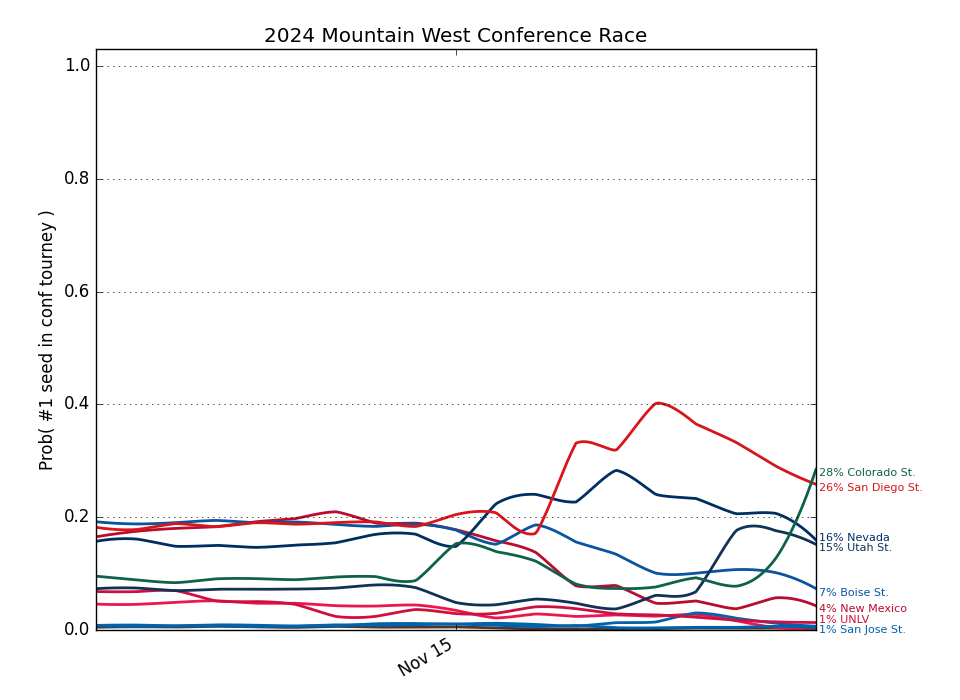 2024 Mountain West Conference Race
Prob( #1 seed in conf tourney )
1.0
0.8
0.6
0.4
0.2
0.0
Nov 15
28% Colorado St.
26% San Diego St.
16% Nevada
15% Utah St.
7% Boise St.
4% New Mexico
1% UNLV
1% San Jose St.